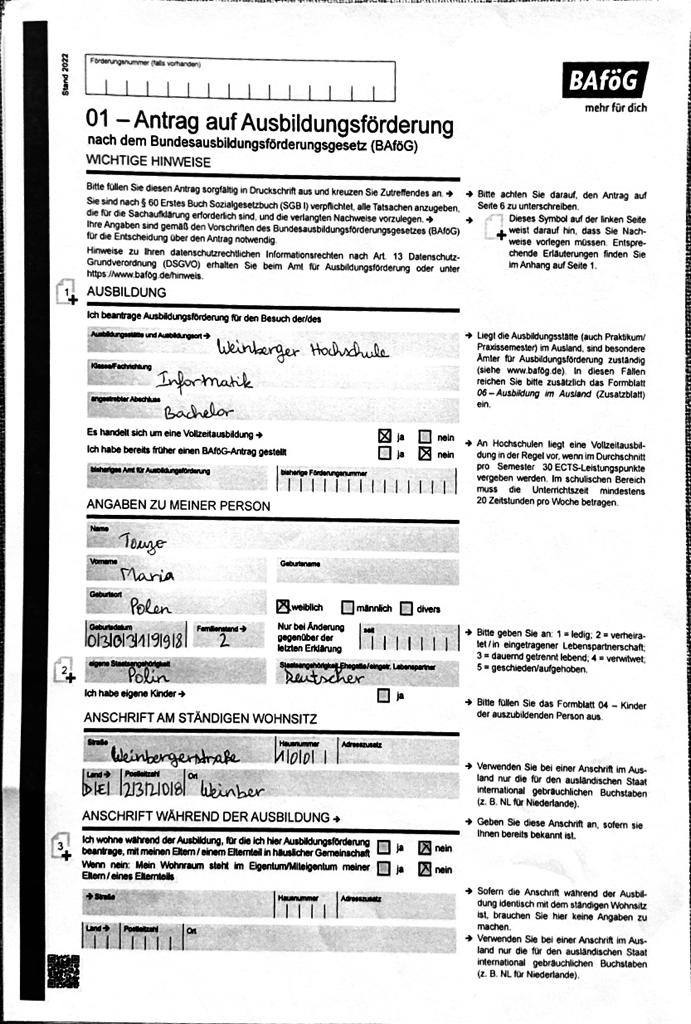 Stand 2022
Förderungsnummer (falls vorhanden)
BAföG
mehr für dich
01 – Antrag auf Ausbildungsförderung
nach dem Bundesausbildungsförderungsgesetz (BAföG)
WICHTIGE HINWEISE
Bitte füllen Sie diesen Antrag sorgfältig in Druckschrift aus und kreuzen Sie Zutreffendes an. →
Sie sind nach § 60 Erstes Buch Sozialgesetzbuch (SGB I) verpflichtet, alle Tatsachen anzugeben,
die für die Sachaufklärung erforderlich sind, und die verlangten Nachweise vorzulegen. →
Ihre Angaben sind gemäß den Vorschriften des Bundesausbildungsförderungsgesetzes (BAföG)
für die Entscheidung über den Antrag notwendig.
Hinweise zu Ihren datenschutzrechtlichen Informationsrechten nach Art. 13 Datenschutz-
Grundverordnung (DSGVO) erhalten Sie beim Amt für Ausbildungsförderung oder unter
https://www.bafög.de/hinweis.
→ Bitte achten Sie darauf, den Antrag auf
Seite 6 zu unterschreiben.
→ Dieses Symbol auf der linken Seite
weist darauf hin, dass Sie Nach-
weise vorlegen müssen. Entspre-
chende Erläuterungen finden Sie
im Anhang auf Seite 1.
1 AUSBILDUNG
Ich beantrage Ausbildungsförderung für den Besuch der/des
Ausbildungsstätte und Ausbildungsort → Weinberger Hochschule
Klasse/Fachrichtung Informatik
angestrebter Abschluss Bachelor
→ Liegt die Ausbildungsstätte (auch Praktikum/
Praxissemester) im Ausland, sind besondere
Ämter für Ausbildungsförderung zuständig
(siehe www.bafög.de). In diesen Fällen
reichen Sie bitte zusätzlich das Formblatt
06 – Ausbildung im Ausland (Zusatzblatt)
ein.
Es handelt sich um eine Vollzeitausbildung → ☒ ja ☐ nein
Ich habe bereits früher einen BAföG-Antrag gestellt ☐ ja ☒ nein
bisheriges Amt für Ausbildungsförderung bisherige Förderungsnummer
→ An Hochschulen liegt eine Vollzeitausbil-
dung in der Regel vor, wenn im Durchschnitt
pro Semester 30 ECTS-Leistungspunkte
vergeben werden. Im schulischen Bereich
muss die Unterrichtszeit mindestens
20 Zeitstunden pro Woche betragen.
ANGABEN ZU MEINER PERSON
Name Tonzo
Vorname Maria Geburtsname
Geburtsort Polen ☒ weiblich ☐ männlich ☐ divers
Geburtsdatum 03031998 Familienstand → 2 Nur bei Änderung gegenüber der letzten Erklärung seit
2 eigene Staatsangehörigkeit Polin Staatsangehörigkeit Ehegatte/eingetr. Lebenspartner Deutscher
Ich habe eigene Kinder → ☐ ja
→ Bitte geben Sie an: 1 = ledig; 2 = verheira-
tet / in eingetragener Lebenspartnerschaft;
3 = dauernd getrennt lebend; 4 = verwitwet;
5 = geschieden/aufgehoben.
→ Bitte füllen Sie das Formblatt 04 – Kinder
der auszubildenden Person aus.
ANSCHRIFT AM STÄNDIGEN WOHNSITZ
Straße Weinbergerstraße Hausnummer 100 Adresszusatz
Land → DE Postleitzahl 23208 Ort Weinber
→ Verwenden Sie bei einer Anschrift im Aus-
land nur die für den ausländischen Staat
international gebräuchlichen Buchstaben
(z. B. NL für Niederlande).
ANSCHRIFT WÄHREND DER AUSBILDUNG →
→ Geben Sie diese Anschrift an, sofern sie
Ihnen bereits bekannt ist.
3 Ich wohne während der Ausbildung, für die ich hier Ausbildungsförderung
beantrage, mit meinen Eltern / einem Elternteil in häuslicher Gemeinschaft ☐ ja ☒ nein
Wenn nein: Mein Wohnraum steht im Eigentum/Miteigentum meiner
Eltern / eines Elternteils ☐ ja ☒ nein
→ Straße Hausnummer Adresszusatz
Land → Postleitzahl Ort
→ Sofern die Anschrift während der Ausbil-
dung identisch mit dem ständigen Wohnsitz
ist, brauchen Sie hier keine Angaben zu
machen.
→ Verwenden Sie bei einer Anschrift im Aus-
land nur die für den ausländischen Staat
international gebräuchlichen Buchstaben
(z. B. NL für Niederlande).